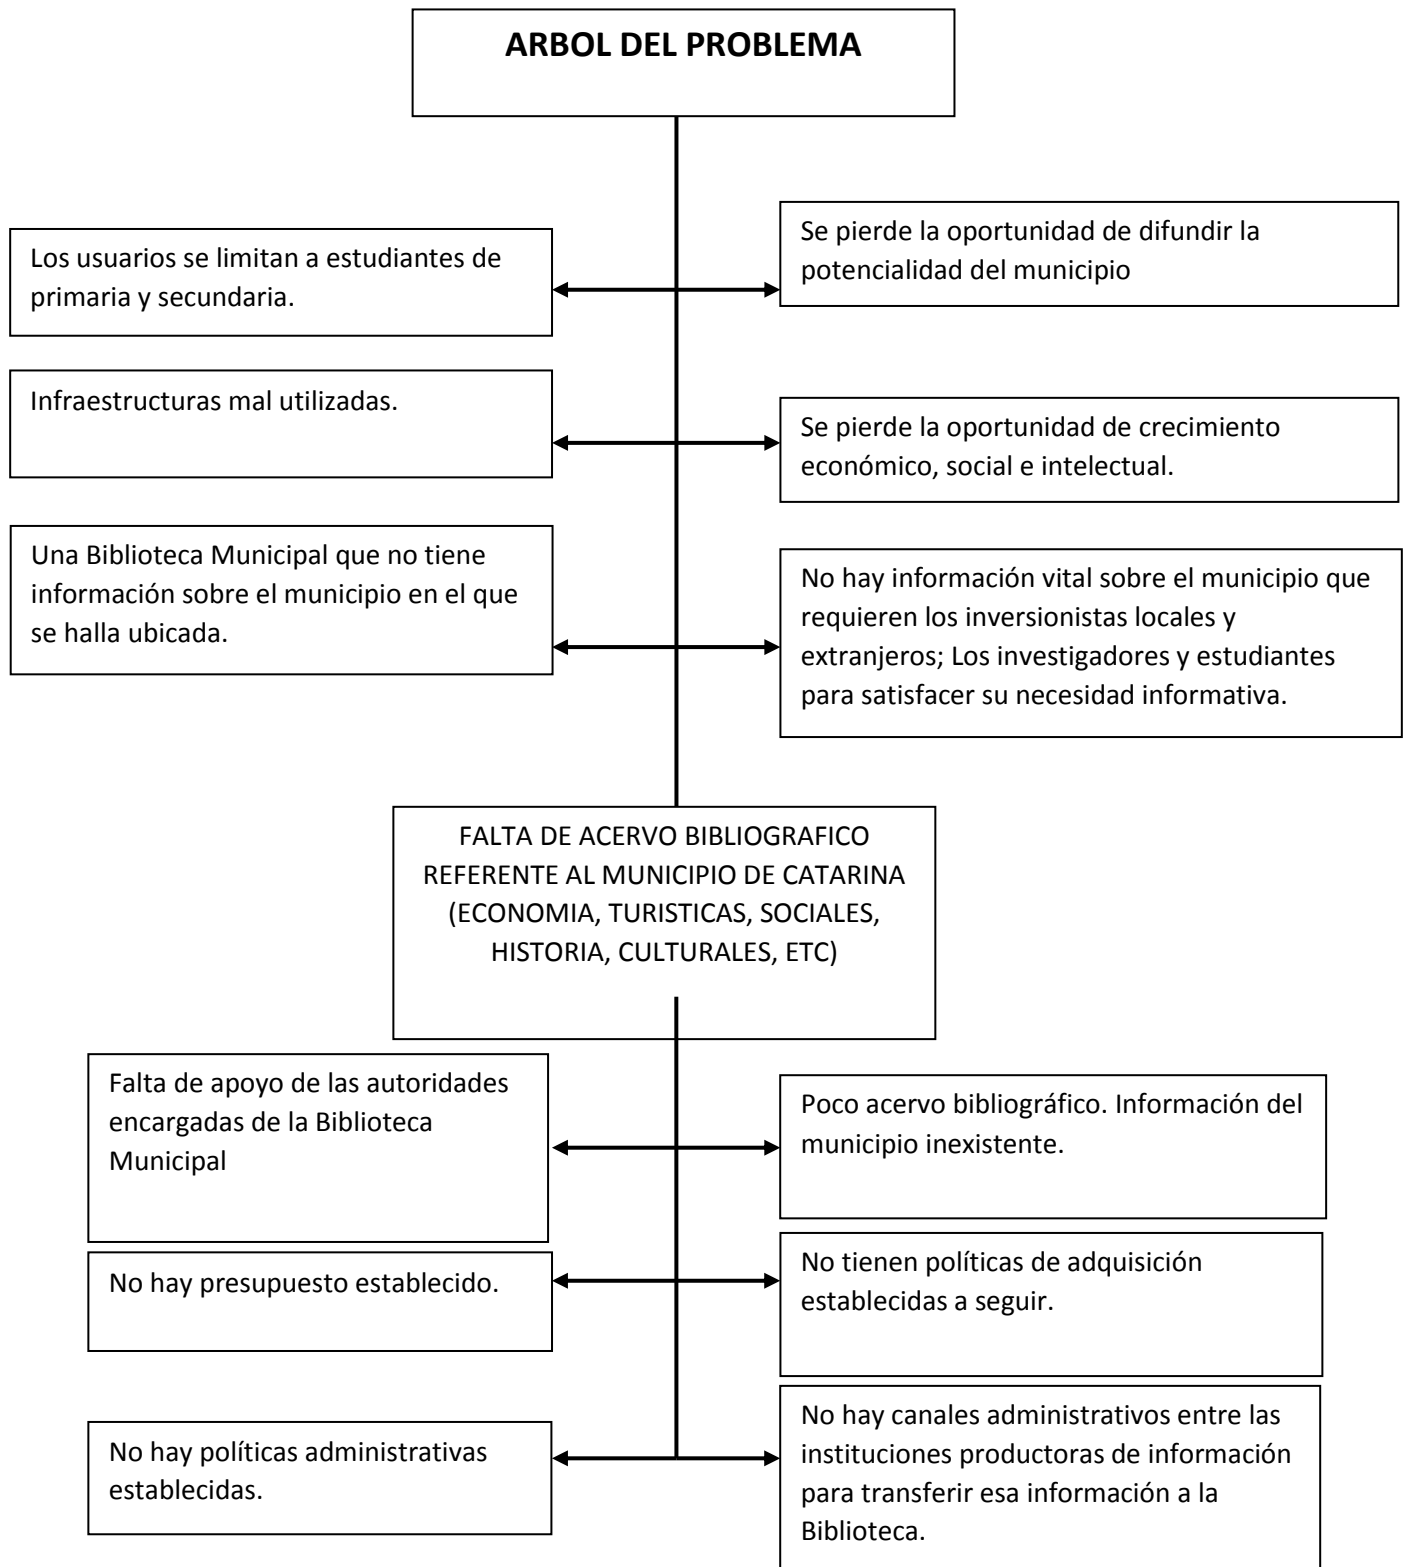 ARBOL DEL PROBLEMA
Los usuarios se limitan a estudiantes de
primaria y secundaria.
Se pierde la oportunidad de difundir la
potencialidad del municipio
Infraestructuras mal utilizadas.
Se pierde la oportunidad de crecimiento
económico, social e intelectual.
Una Biblioteca Municipal que no tiene
información sobre el municipio en el que
se halla ubicada.
No hay información vital sobre el municipio que
requieren los inversionistas locales y
extranjeros; Los investigadores y estudiantes
para satisfacer su necesidad informativa.
FALTA DE ACERVO BIBLIOGRAFICO
REFERENTE AL MUNICIPIO DE CATARINA
(ECONOMIA, TURISTICAS, SOCIALES,
HISTORIA, CULTURALES, ETC)
Falta de apoyo de las autoridades
encargadas de la Biblioteca
Municipal
Poco acervo bibliográfico. Información del
municipio inexistente.
No hay presupuesto establecido.
No tienen políticas de adquisición
establecidas a seguir.
No hay políticas administrativas
establecidas.
No hay canales administrativos entre las
instituciones productoras de información
para transferir esa información a la
Biblioteca.